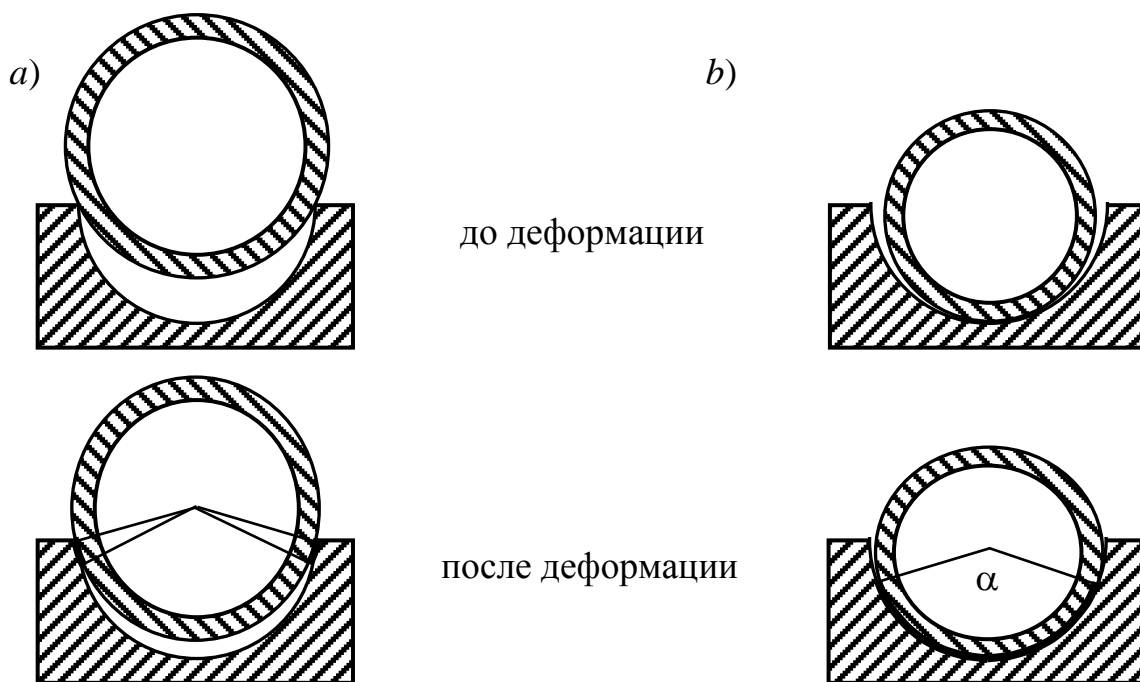 a)
b)
до деформации
после деформации
α